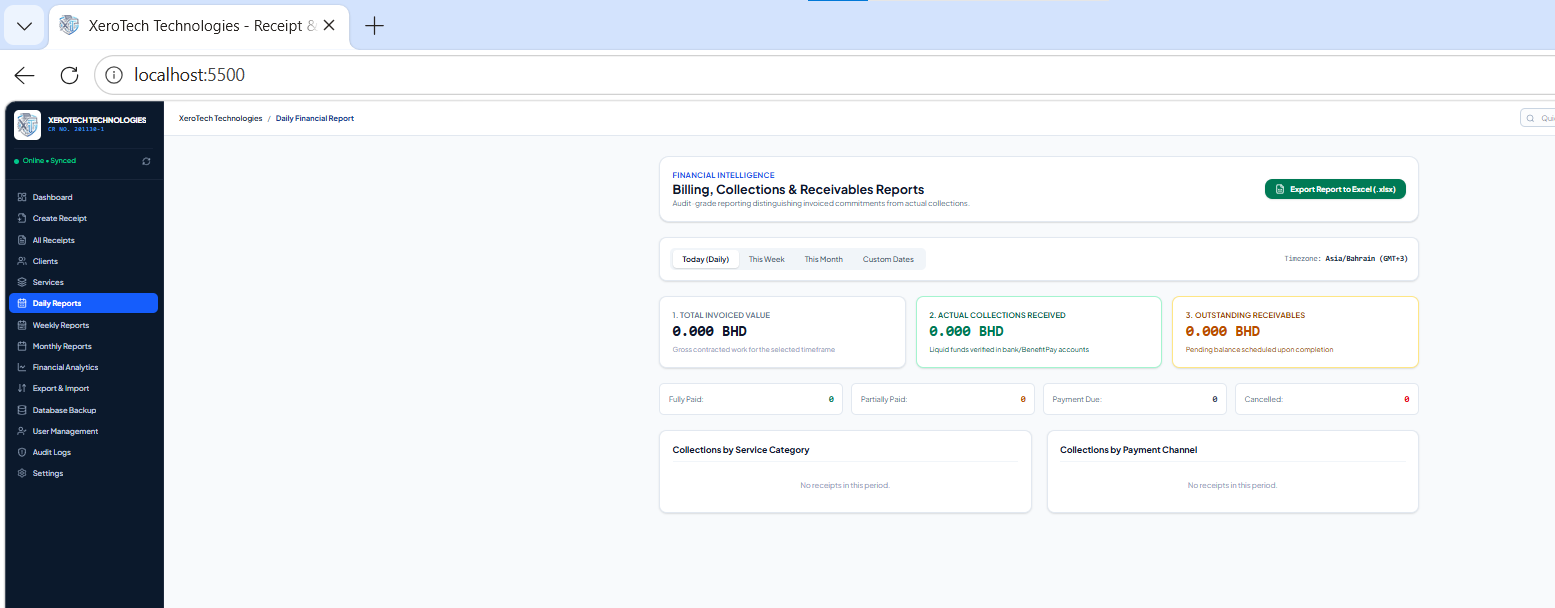 XeroTech Technologies - Receipt &
localhost:5500
XEROTECH TECHNOLOGIES
CR NO. 201130-1
Online • Synced
Dashboard
Create Receipt
All Receipts
Clients
Services
Daily Reports
Weekly Reports
Monthly Reports
Financial Analytics
Export & Import
Database Backup
User Management
Audit Logs
Settings
XeroTech Technologies / Daily Financial Report
Qui
FINANCIAL INTELLIGENCE
Billing, Collections & Receivables Reports
Audit-grade reporting distinguishing invoiced commitments from actual collections.
Export Report to Excel (.xlsx)
Today (Daily) This Week This Month Custom Dates
Timezone: Asia/Bahrain (GMT+3)
1. TOTAL INVOICED VALUE
0.000 BHD
Gross contracted work for the selected timeframe
2. ACTUAL COLLECTIONS RECEIVED
0.000 BHD
Liquid funds verified in bank/BenefitPay accounts
3. OUTSTANDING RECEIVABLES
0.000 BHD
Pending balance scheduled upon completion
Fully Paid: 0
Partially Paid: 0
Payment Due: 0
Cancelled: 0
Collections by Service Category
No receipts in this period.
Collections by Payment Channel
No receipts in this period.